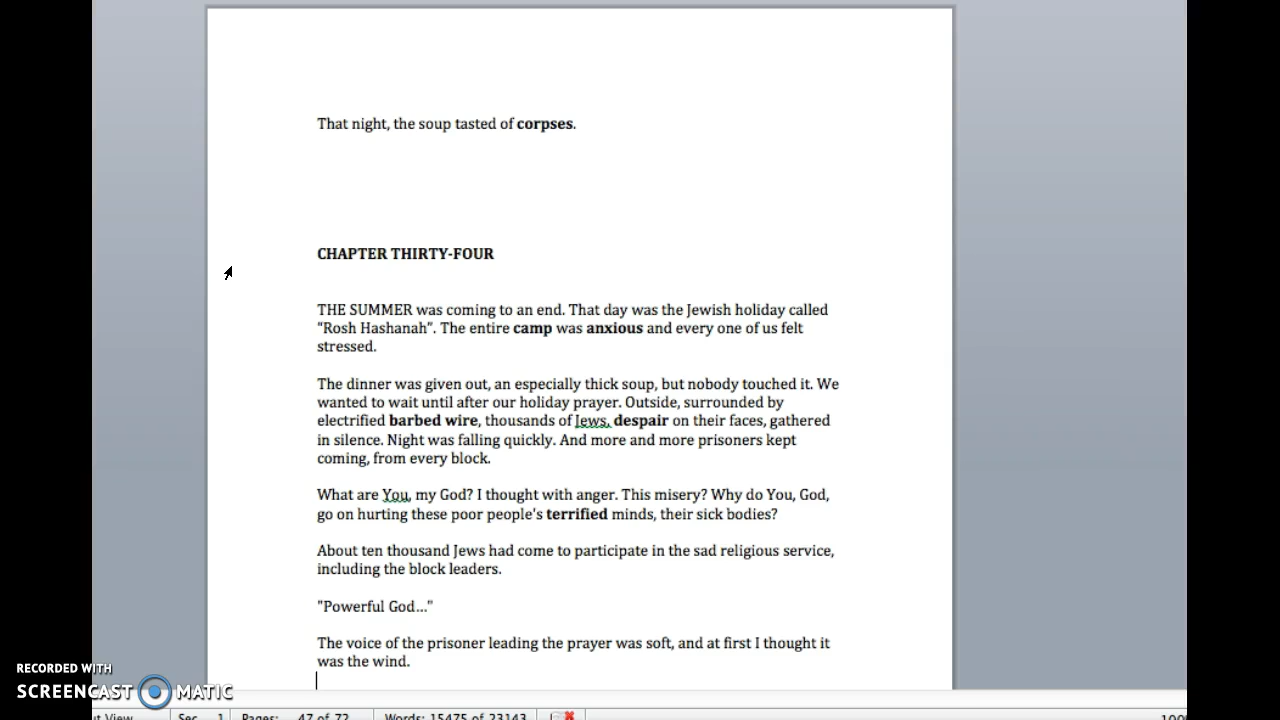 That night, the soup tasted of corpses.
CHAPTER THIRTY-FOUR
THE SUMMER was coming to an end. That day was the Jewish holiday called
"Rosh Hashanah". The entire camp was anxious and every one of us felt
stressed.
The dinner was given out, an especially thick soup, but nobody touched it. We
wanted to wait until after our holiday prayer. Outside, surrounded by
electrified barbed wire, thousands of Jews, despair on their faces, gathered
in silence. Night was falling quickly. And more and more prisoners kept
coming, from every block.
What are You, my God? I thought with anger. This misery? Why do You, God,
go on hurting these poor people's terrified minds, their sick bodies?
About ten thousand Jews had come to participate in the sad religious service,
including the block leaders.
"Powerful God…"
The voice of the prisoner leading the prayer was soft, and at first I thought it
was the wind.
RECORDED WITH
SCREENCAST MATIC
ut View Sec 1 Pages: 47 of 72 Words: 15475 of 23143 100